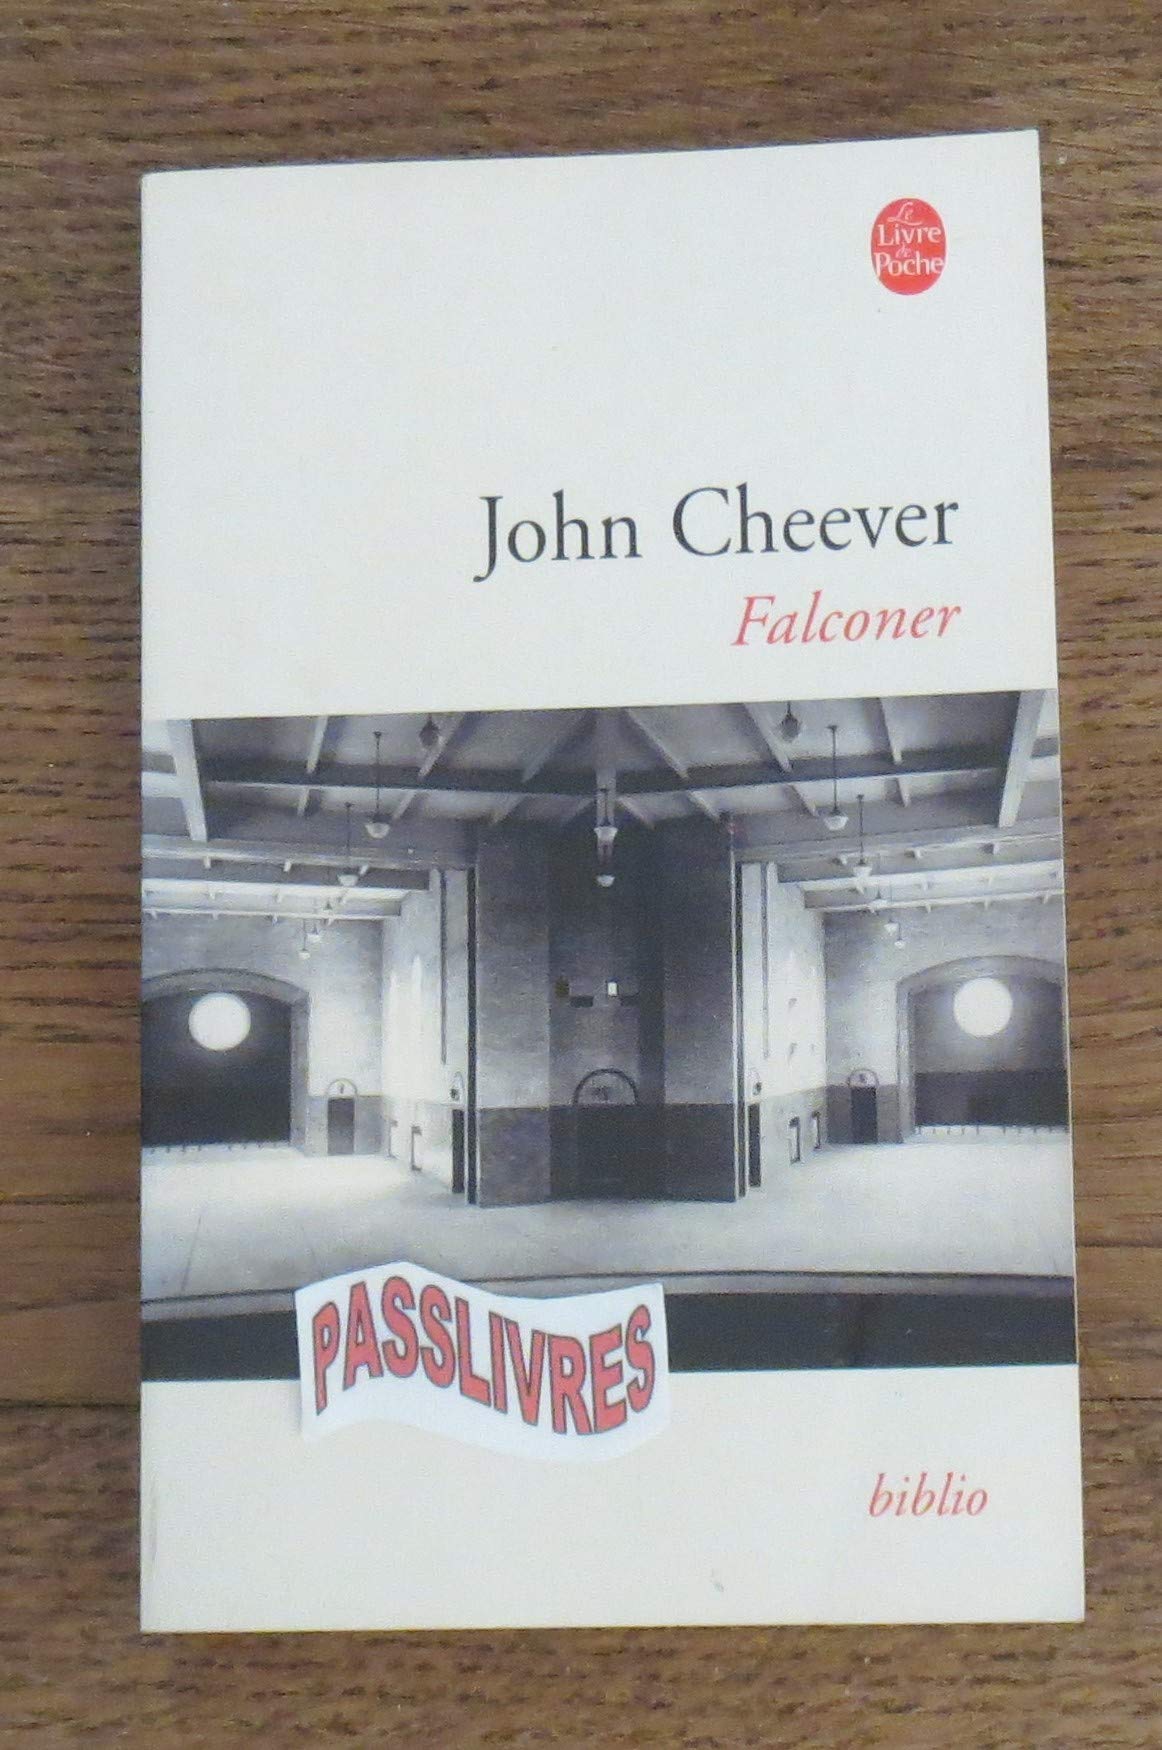 Le
Livre
de
Poche
John Cheever
Falconer
PASSLIVRES
biblio